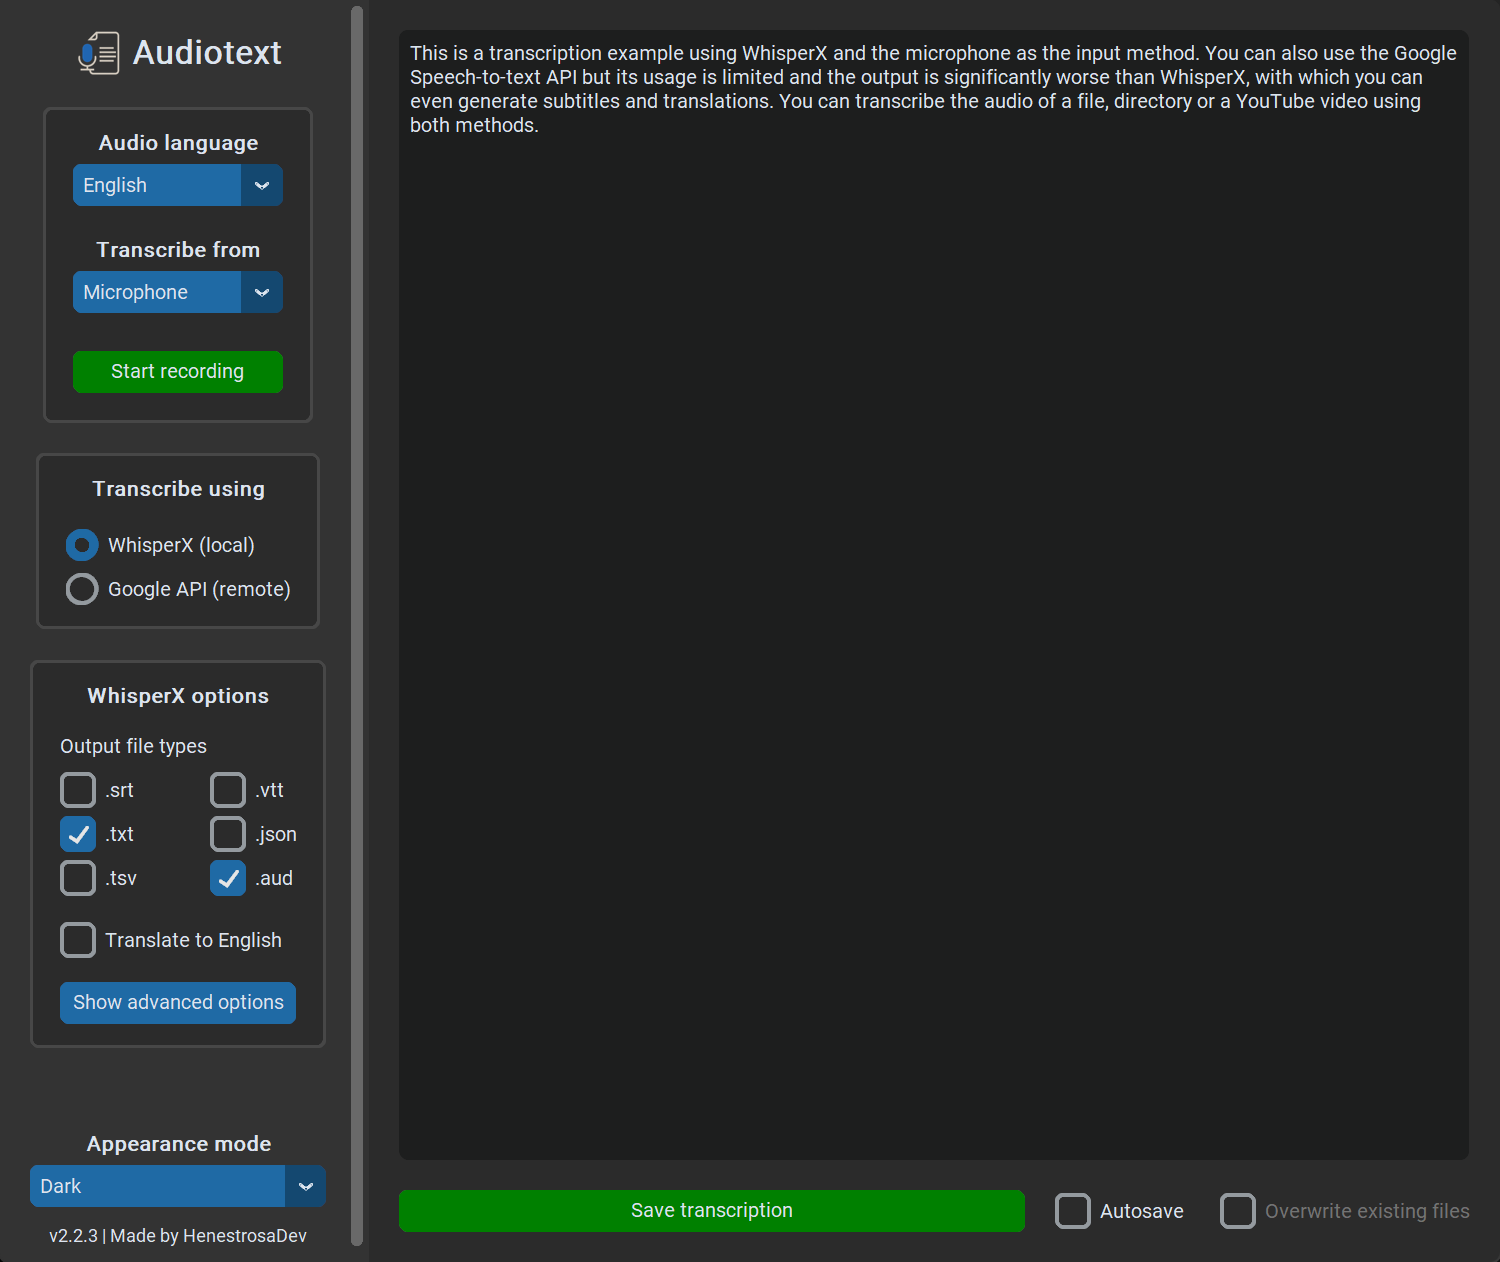 Audiotext
Audio language
English
Transcribe from
Microphone
Start recording
Transcribe using
WhisperX (local)
Google API (remote)
WhisperX options
Output file types
.srt
.vtt
.txt
.json
.tsv
.aud
Translate to English
Show advanced options
Appearance mode
Dark
v2.2.3 | Made by HenestrosaDev
This is a transcription example using WhisperX and the microphone as the input method. You can also use the Google
Speech-to-text API but its usage is limited and the output is significantly worse than WhisperX, with which you can
even generate subtitles and translations. You can transcribe the audio of a file, directory or a YouTube video using
both methods.
Save transcription
Autosave
Overwrite existing files